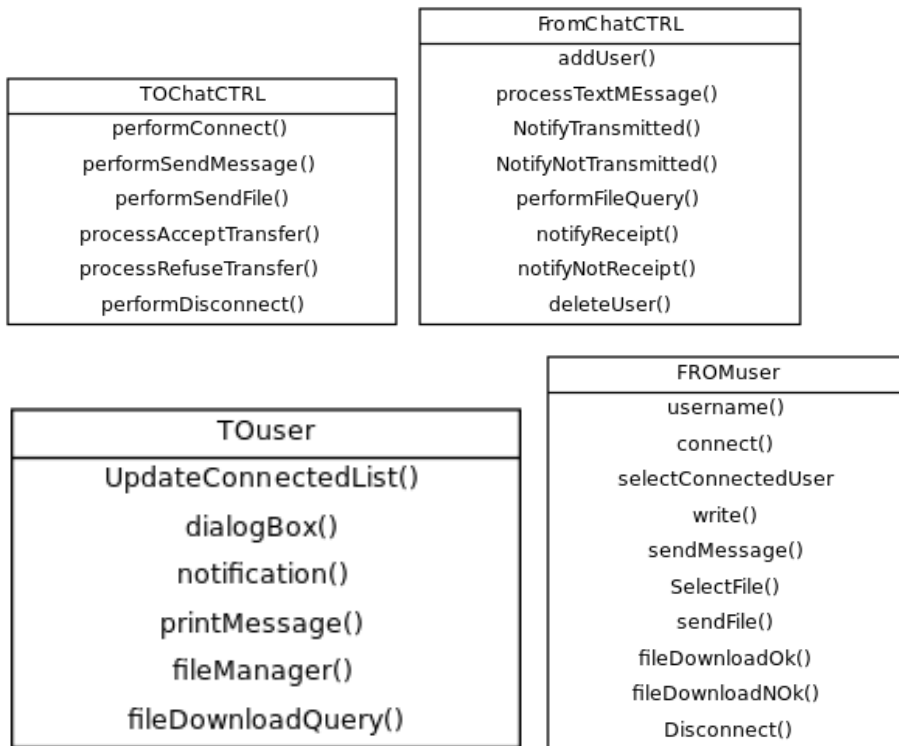 TOChatCTRL
performConnect()
performSendMessage()
performSendFile()
processAcceptTransfer()
processRefuseTransfer()
performDisconnect()
FromChatCTRL
addUser()
processTextMEssage()
NotifyTransmitted()
NotifyNotTransmitted()
performFileQuery()
notifyReceipt()
notifyNotReceipt()
deleteUser()
TOuser
UpdateConnectedList()
dialogBox()
notification()
printMessage()
fileManager()
fileDownloadQuery()
FROMuser
username()
connect()
selectConnectedUser
write()
sendMessage()
SelectFile()
sendFile()
fileDownloadOk()
fileDownloadNOk()
Disconnect()